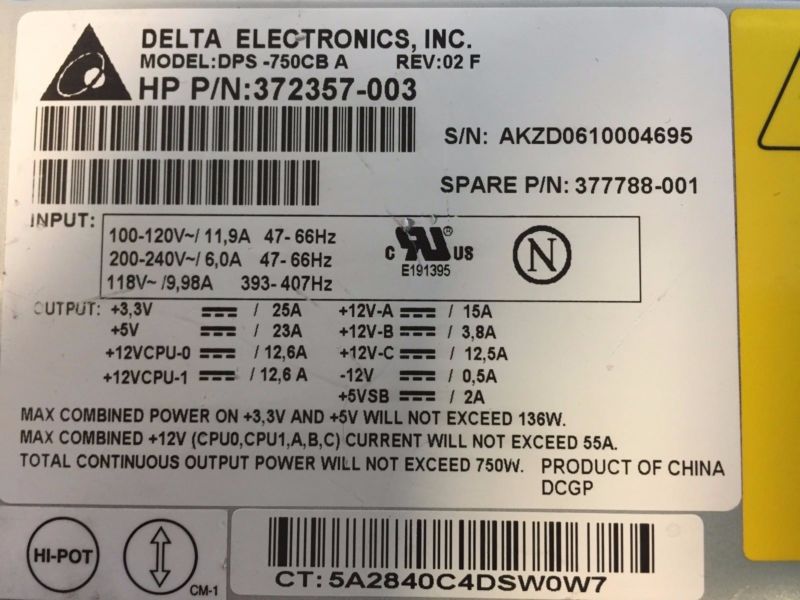 DELTA ELECTRONICS, INC.
MODEL:DPS -750CB A REV:02 F
HP P/N:372357-003
S/N: AKZD0610004695
SPARE P/N: 377788-001
INPUT:
100-120V~/ 11,9A 47- 66Hz
200-240V~/ 6,0A 47- 66Hz
118V~ /9,98A 393- 407Hz
c RU® US
E191395
N
OUTPUT: +3,3V / 25A +12V-A / 15A
+5V / 23A +12V-B / 3,8A
+12VCPU-0 / 12,6A +12V-C / 12,5A
+12VCPU-1 / 12,6 A -12V / 0,5A
+5VSB / 2A
MAX COMBINED POWER ON +3,3V AND +5V WILL NOT EXCEED 136W.
MAX COMBINED +12V (CPU0,CPU1,A,B,C) CURRENT WILL NOT EXCEED 55A.
TOTAL CONTINUOUS OUTPUT POWER WILL NOT EXCEED 750W. PRODUCT OF CHINA
DCGP
HI-POT
CM-1
CT: 5A2840C4DSW0W7